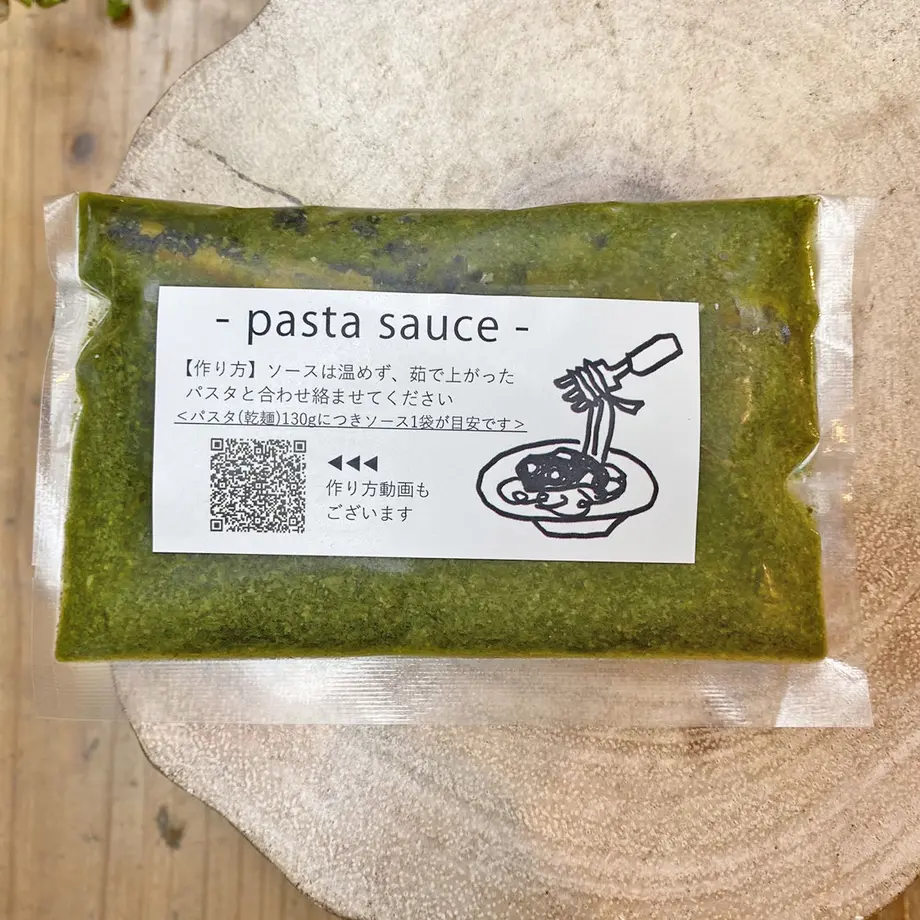 - pasta sauce -
【作り方】ソースは温めず、茹で上がった
パスタと合わせ絡ませてください
<パスタ(乾麺)130gにつきソース1袋が目安です>
◀◀◀
作り方動画も
ございます